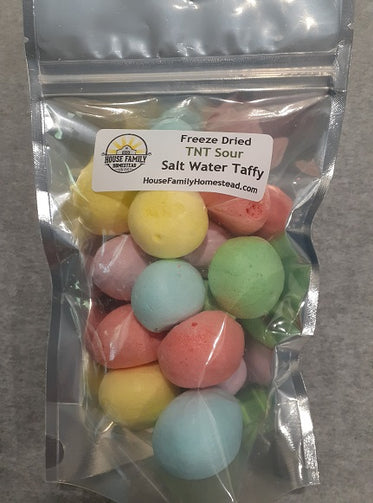 HOUSE FAMILY
HOMESTEAD
Freeze Dried
TNT Sour
Salt Water Taffy
HouseFamilyHomestead.com